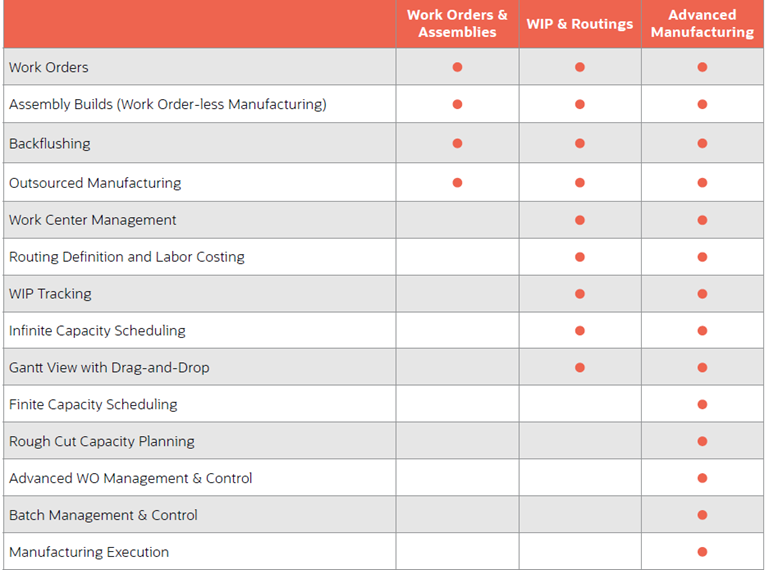 Work Orders &
Assemblies
WIP & Routings
Advanced
Manufacturing
Work Orders
Assembly Builds (Work Order-less Manufacturing)
Backflushing
Outsourced Manufacturing
Work Center Management
Routing Definition and Labor Costing
WIP Tracking
Infinite Capacity Scheduling
Gantt View with Drag-and-Drop
Finite Capacity Scheduling
Rough Cut Capacity Planning
Advanced WO Management & Control
Batch Management & Control
Manufacturing Execution